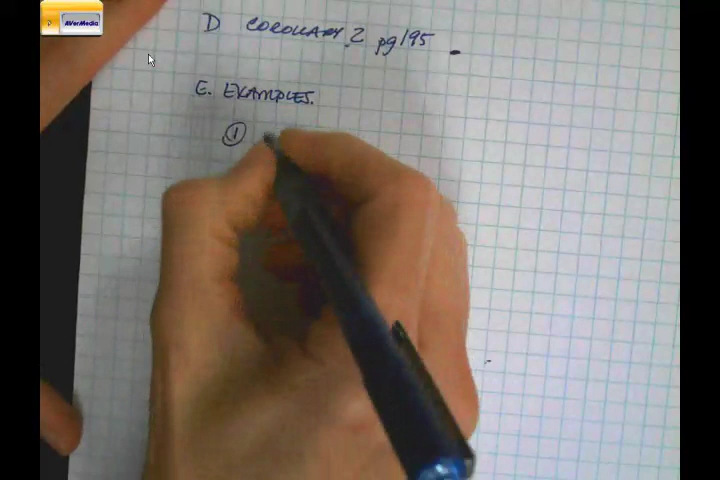 AVerMedia
D COROLLARY 2 pg 195.
E. EXAMPLES.
①